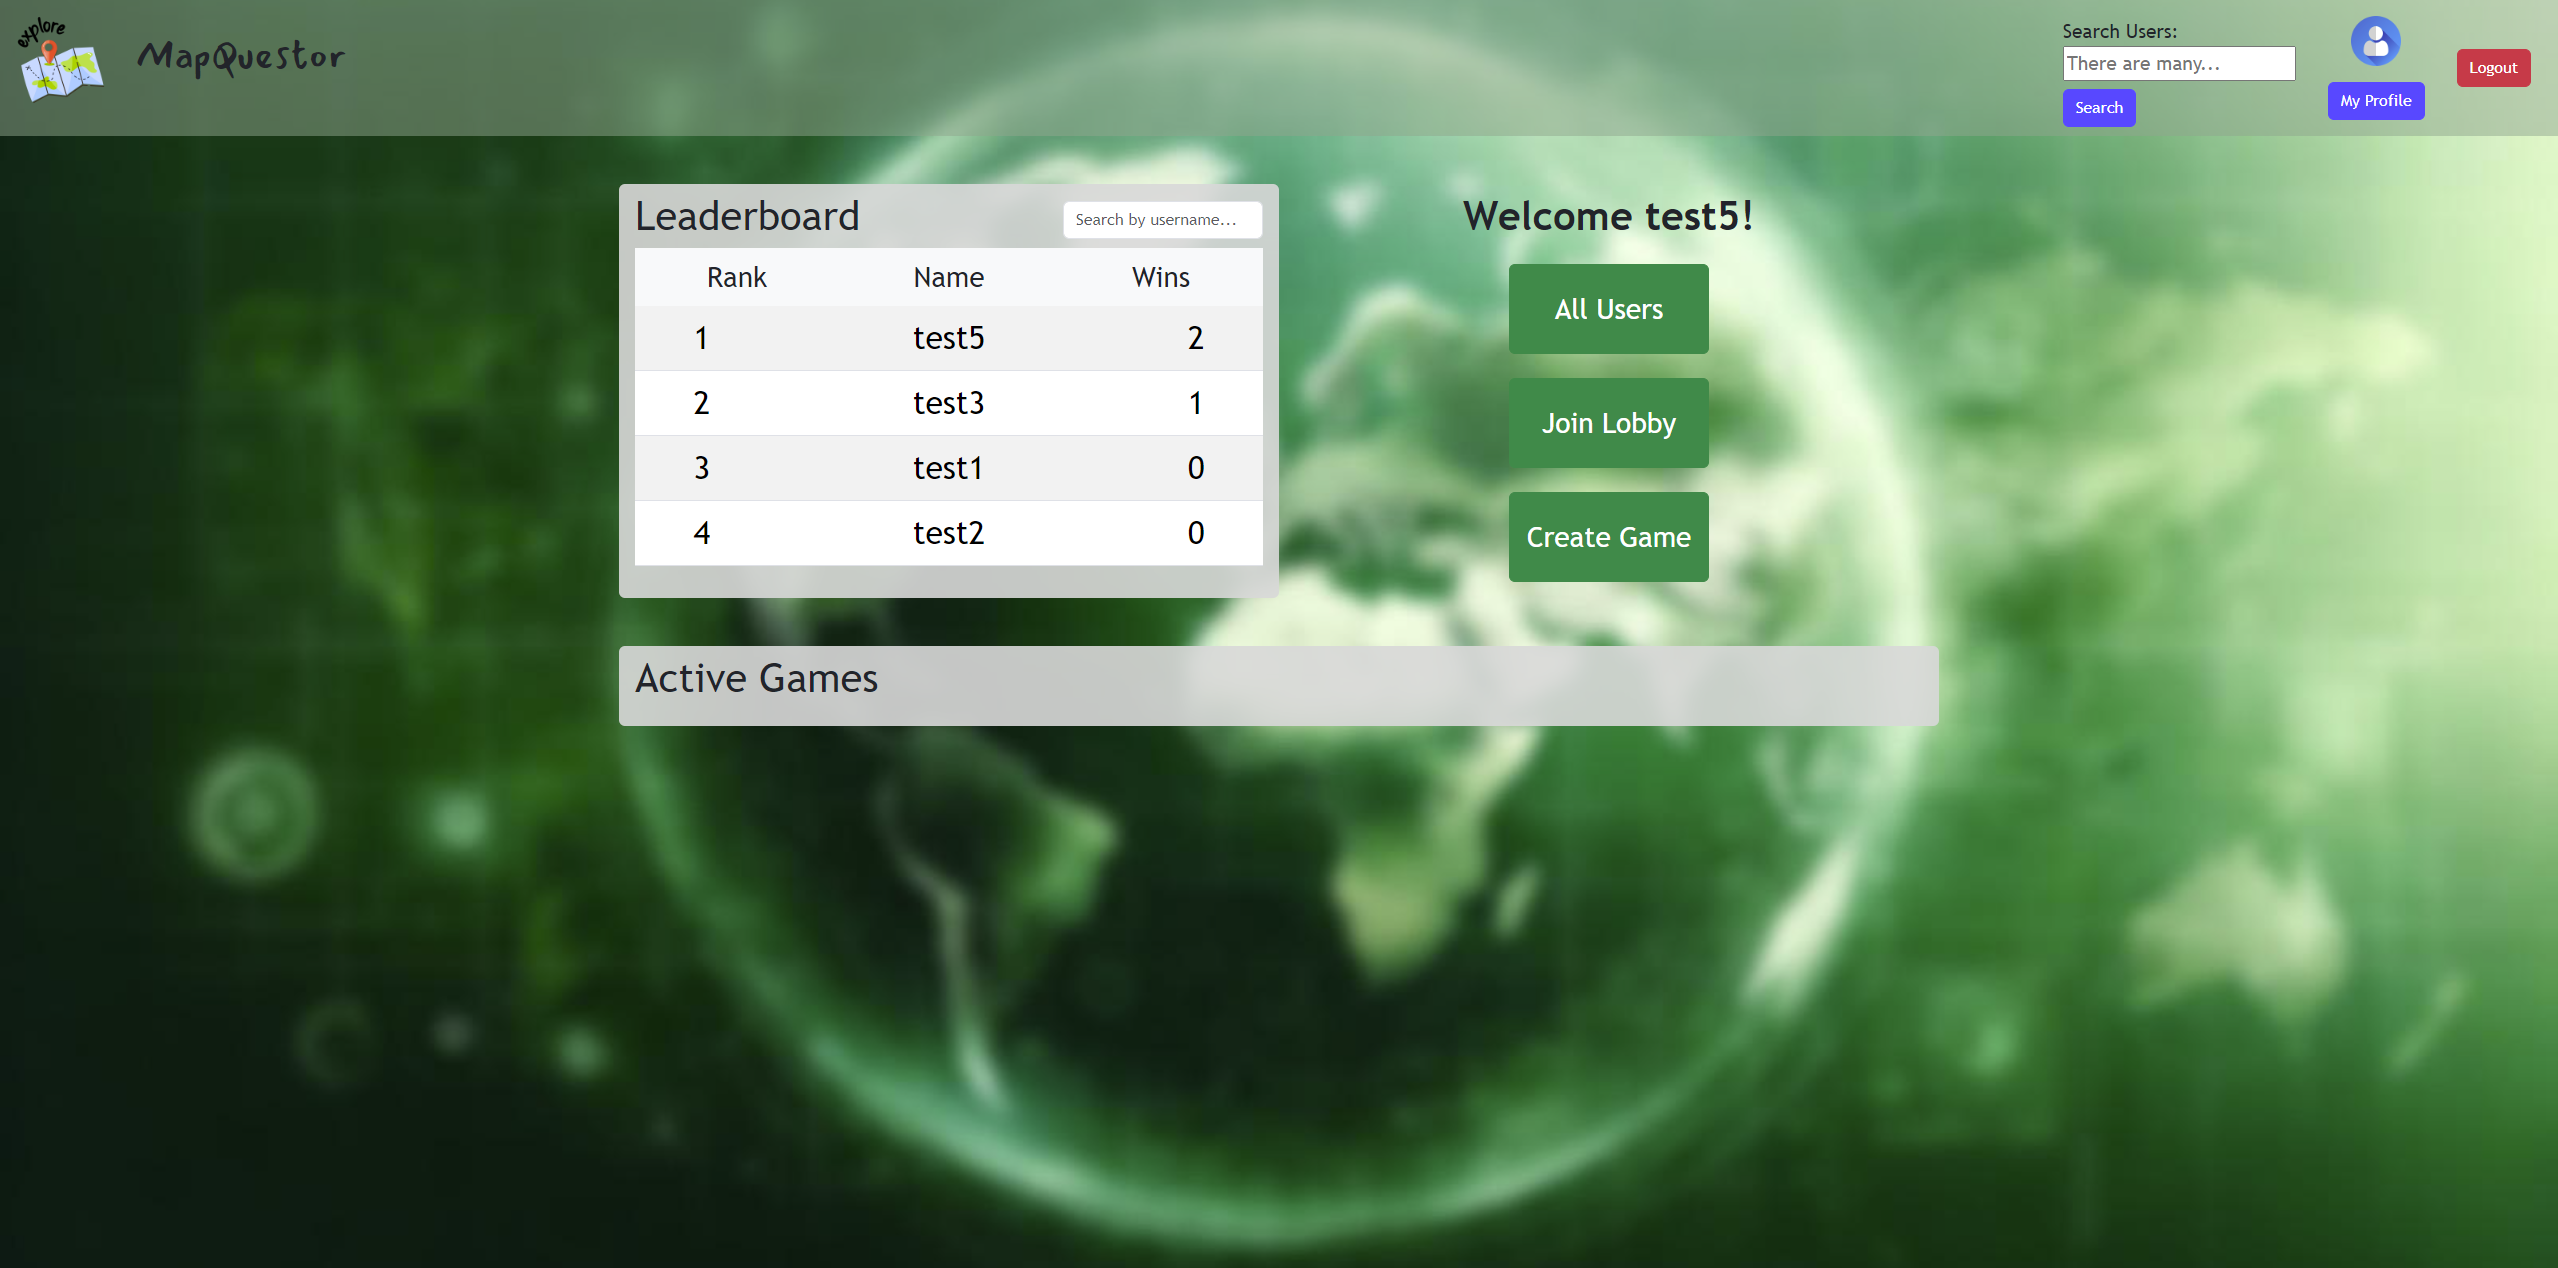 explore
MapQuestor
Search Users:
There are many...
Search
My Profile
Logout
Leaderboard
Search by username...
Rank Name Wins
1 test5 2
2 test3 1
3 test1 0
4 test2 0
Welcome test5!
All Users
Join Lobby
Create Game
Active Games